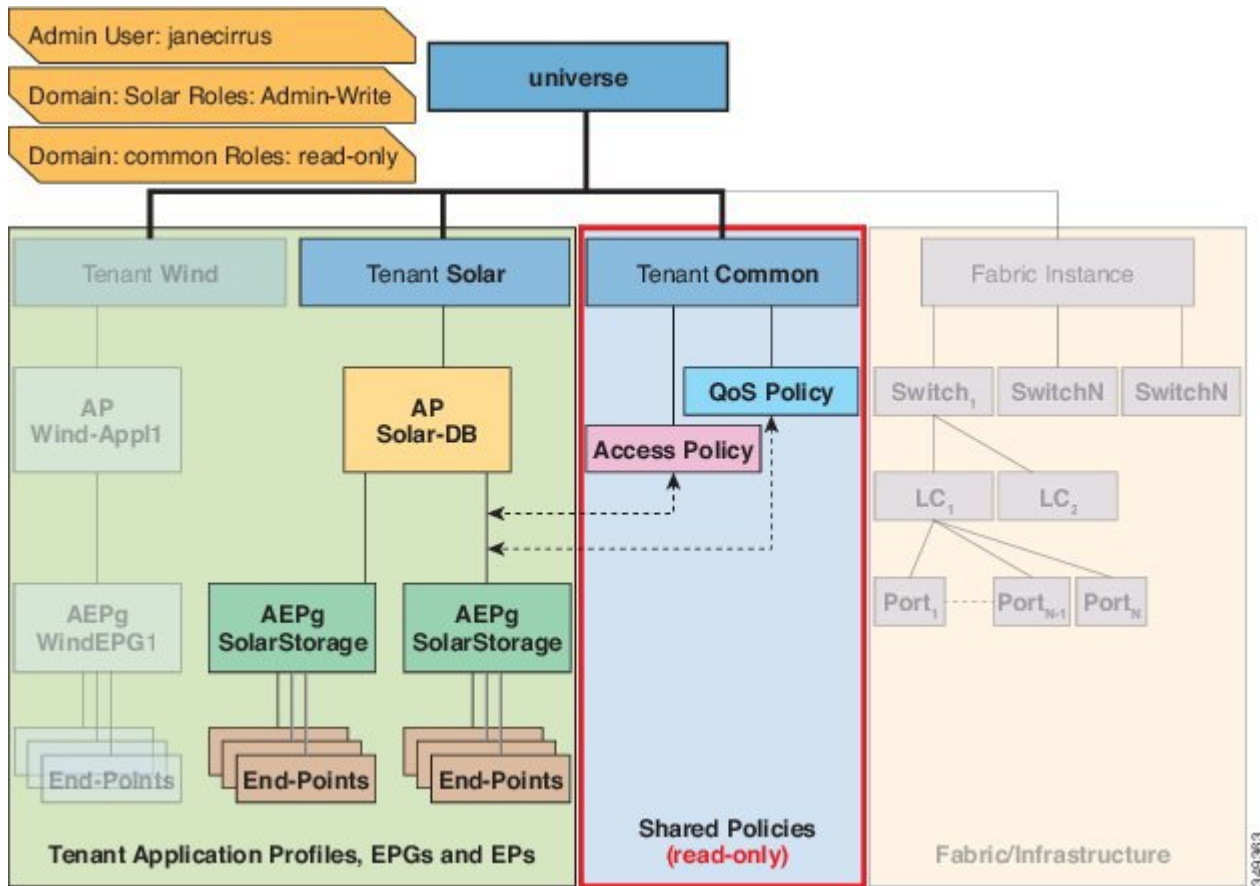 Admin User: janecirrus
Domain: Solar Roles: Admin-Write
Domain: common Roles: read-only
universe
Tenant Wind
Tenant Solar
Tenant Common
Fabric Instance
AP
Wind-Appl1
AP
Solar-DB
QoS Policy
Access Policy
Switch1
SwitchN
SwitchN
LC1
LC2
AEPg
WindEPG1
AEPg
SolarStorage
AEPg
SolarStorage
Port1
PortN-1
PortN
End-Points
End-Points
End-Points
Tenant Application Profiles, EPGs and EPs
Shared Policies
(read-only)
Fabric/Infrastructure
349363